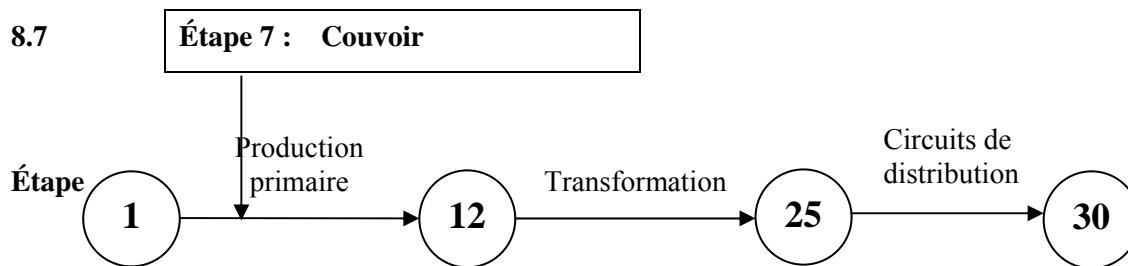 8.7 Étape 7 : Couvoir
Production
primaire
Transformation
Circuits de
distribution
Étape 1 12 25 30